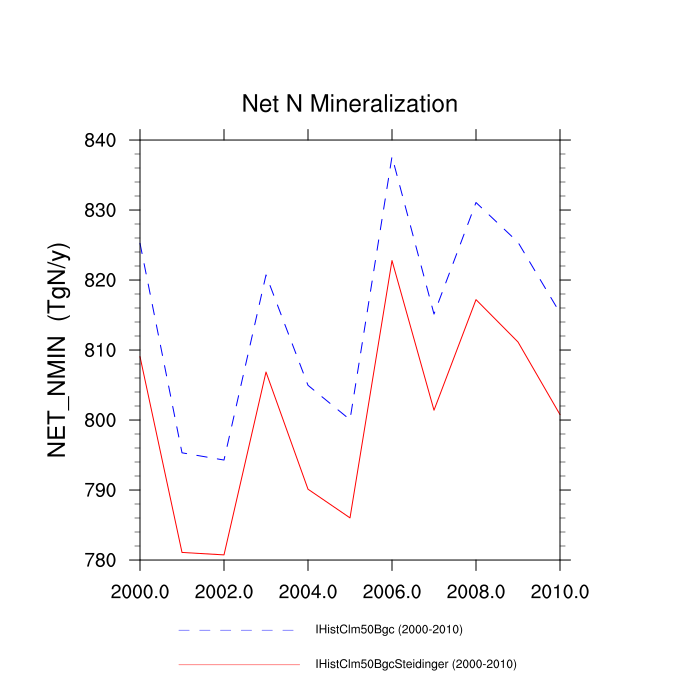 Net N Mineralization
NET_NMIN (TgN/y)
840
830
820
810
800
790
780
2000.0 2002.0 2004.0 2006.0 2008.0 2010.0
IHistClm50Bgc (2000-2010)
IHistClm50BgcSteidinger (2000-2010)